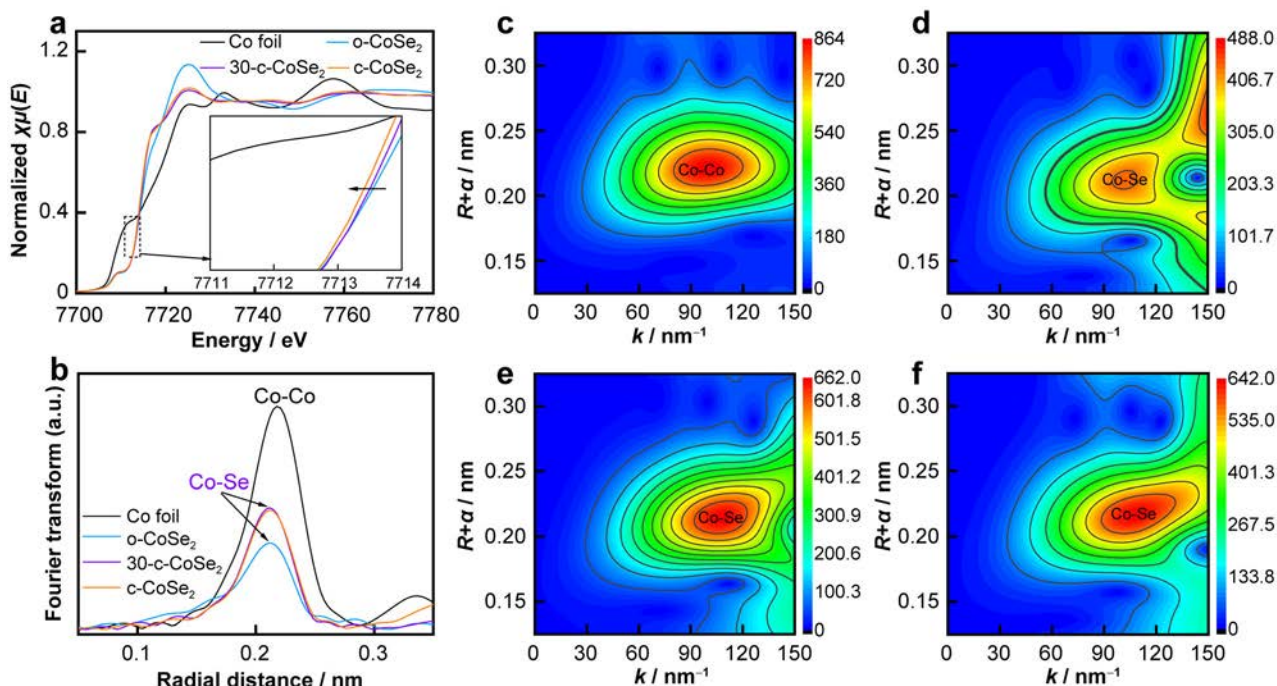 a
Normalized χμ(E)
1.2
0.8
0.4
0
Co foil
o-CoSe₂
30-c-CoSe₂
c-CoSe₂
7711 7712 7713 7714
7700 7720 7740 7760 7780
Energy / eV
c
R+α / nm
0.30
0.25
0.20
0.15
Co-Co
0 30 60 90 120 150
k / nm⁻¹
864
720
540
360
180
0
d
R+α / nm
0.30
0.25
0.20
0.15
Co-Se
0 30 60 90 120 150
k / nm⁻¹
488.0
406.7
305.0
203.3
101.7
0
b
Fourier transform (a.u.)
Co-Co
Co-Se
Co foil
o-CoSe₂
30-c-CoSe₂
c-CoSe₂
0.1 0.2 0.3
Radial distance / nm
e
R+α / nm
0.30
0.25
0.20
0.15
Co-Se
0 30 60 90 120 150
k / nm⁻¹
662.0
601.8
501.5
401.2
300.9
200.6
100.3
0
f
R+α / nm
0.30
0.25
0.20
0.15
Co-Se
0 30 60 90 120 150
k / nm⁻¹
642.0
535.0
401.3
267.5
133.8
0